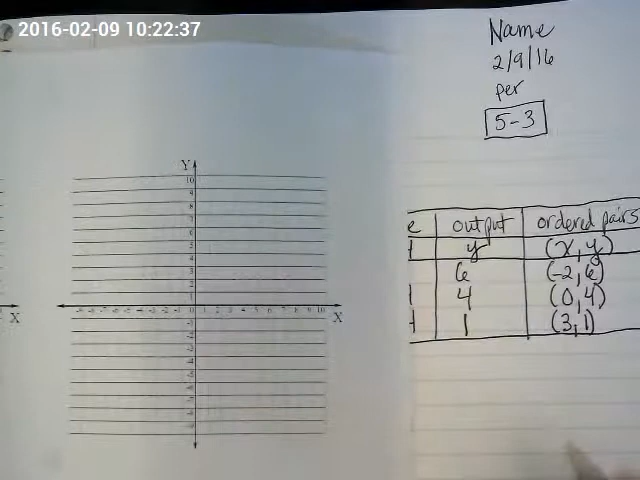 2016-02-09 10:22:37
Name
2/9/16
per
5-3
Y
X
X
e output ordered pairs
y (x, y)
6 (-2, 6)
4 (0, 4)
1 (3, 1)